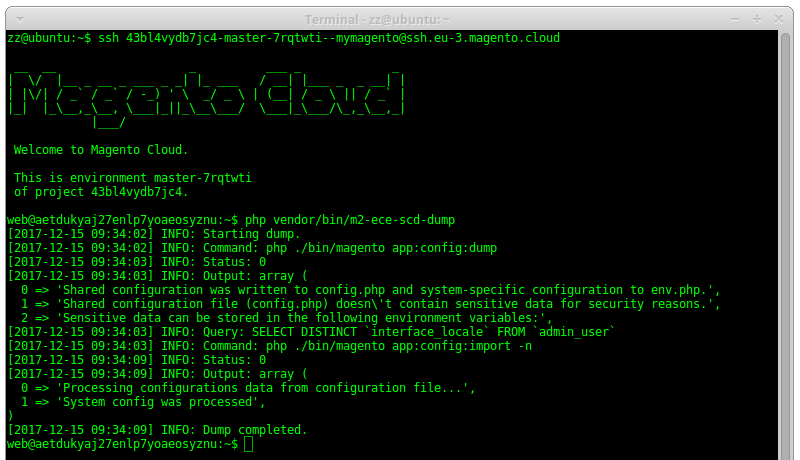 Terminal - zz@ubuntu: ~
zz@ubuntu:~$ ssh 43bl4vydb7jc4-master-7rqtwti--mymagento@ssh.eu-3.magento.cloud
Magento Cloud
Welcome to Magento Cloud.
This is environment master-7rqtwti
of project 43bl4vydb7jc4.
web@aetdukyaj27enlp7yoaeosyznu:~$ php vendor/bin/m2-ece-scd-dump
[2017-12-15 09:34:02] INFO: Starting dump.
[2017-12-15 09:34:02] INFO: Command: php ./bin/magento app:config:dump
[2017-12-15 09:34:03] INFO: Status: 0
[2017-12-15 09:34:03] INFO: Output: array (
  0 => 'Shared configuration was written to config.php and system-specific configuration to env.php.',
  1 => 'Shared configuration file (config.php) doesn\'t contain sensitive data for security reasons.',
  2 => 'Sensitive data can be stored in the following environment variables:',
[2017-12-15 09:34:03] INFO: Query: SELECT DISTINCT `interface_locale` FROM `admin_user`
[2017-12-15 09:34:03] INFO: Command: php ./bin/magento app:config:import -n
[2017-12-15 09:34:09] INFO: Status: 0
[2017-12-15 09:34:09] INFO: Output: array (
  0 => 'Processing configurations data from configuration file...',
  1 => 'System config was processed',
)
[2017-12-15 09:34:09] INFO: Dump completed.
web@aetdukyaj27enlp7yoaeosyznu:~$